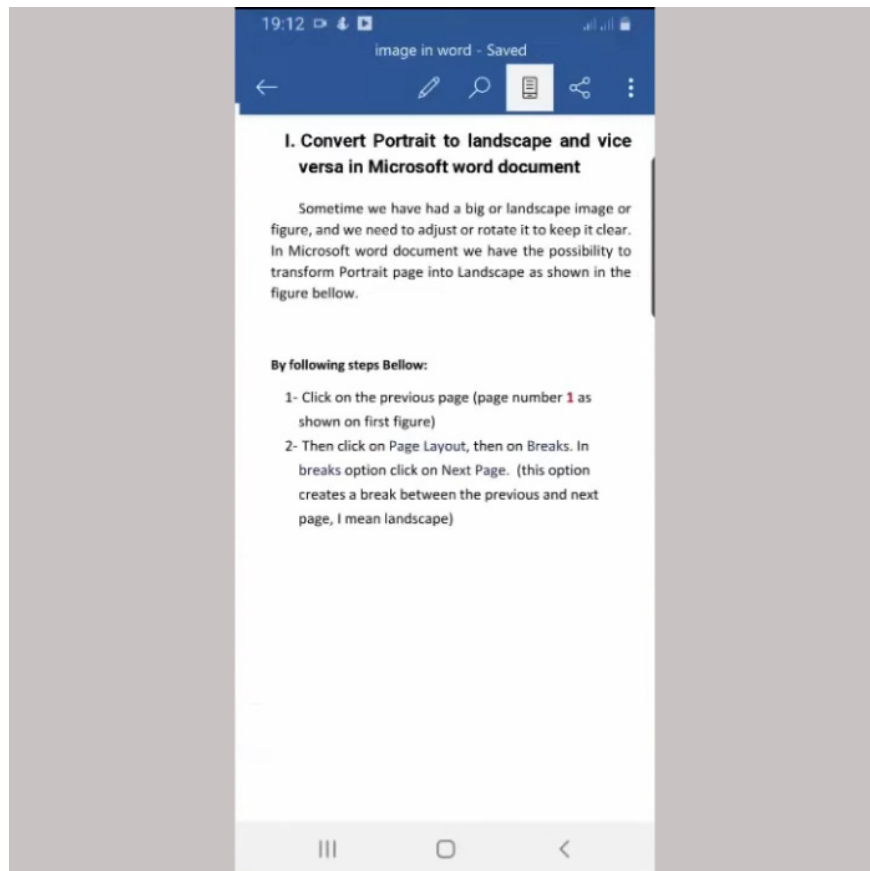 19:12
image in word - Saved
I. Convert Portrait to landscape and vice
versa in Microsoft word document
Sometime we have had a big or landscape image or
figure, and we need to adjust or rotate it to keep it clear.
In Microsoft word document we have the possibility to
transform Portrait page into Landscape as shown in the
figure bellow.
By following steps Bellow:
1- Click on the previous page (page number 1 as
shown on first figure)
2- Then click on Page Layout, then on Breaks. In
breaks option click on Next Page. (this option
creates a break between the previous and next
page, I mean landscape)